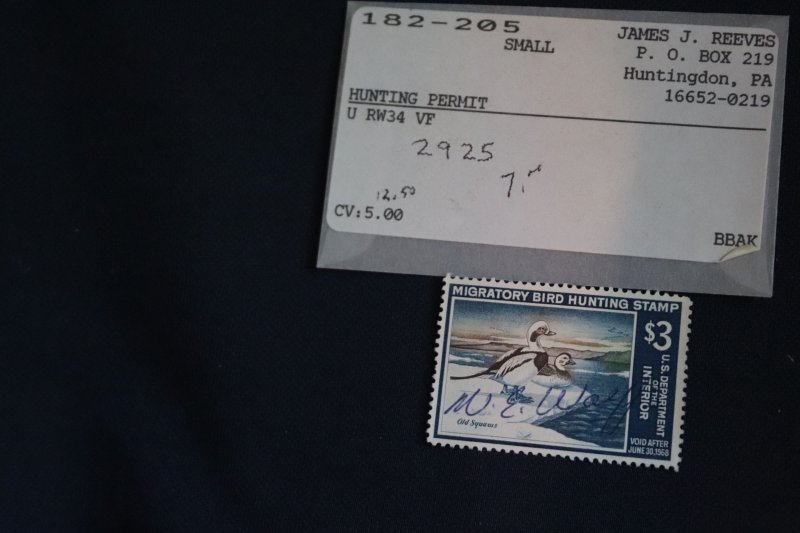 182-205
SMALL
JAMES J. REEVES
P. O. BOX 219
Huntingdon, PA
16652-0219
HUNTING PERMIT
U RW34 VF
2925
12.50
CV:5.00
BBAK
MIGRATORY BIRD HUNTING STAMP
$3
U.S. DEPARTMENT
OF THE
INTERIOR
W. E.
Old Squaws
VOID AFTER
JUNE 30, 1968